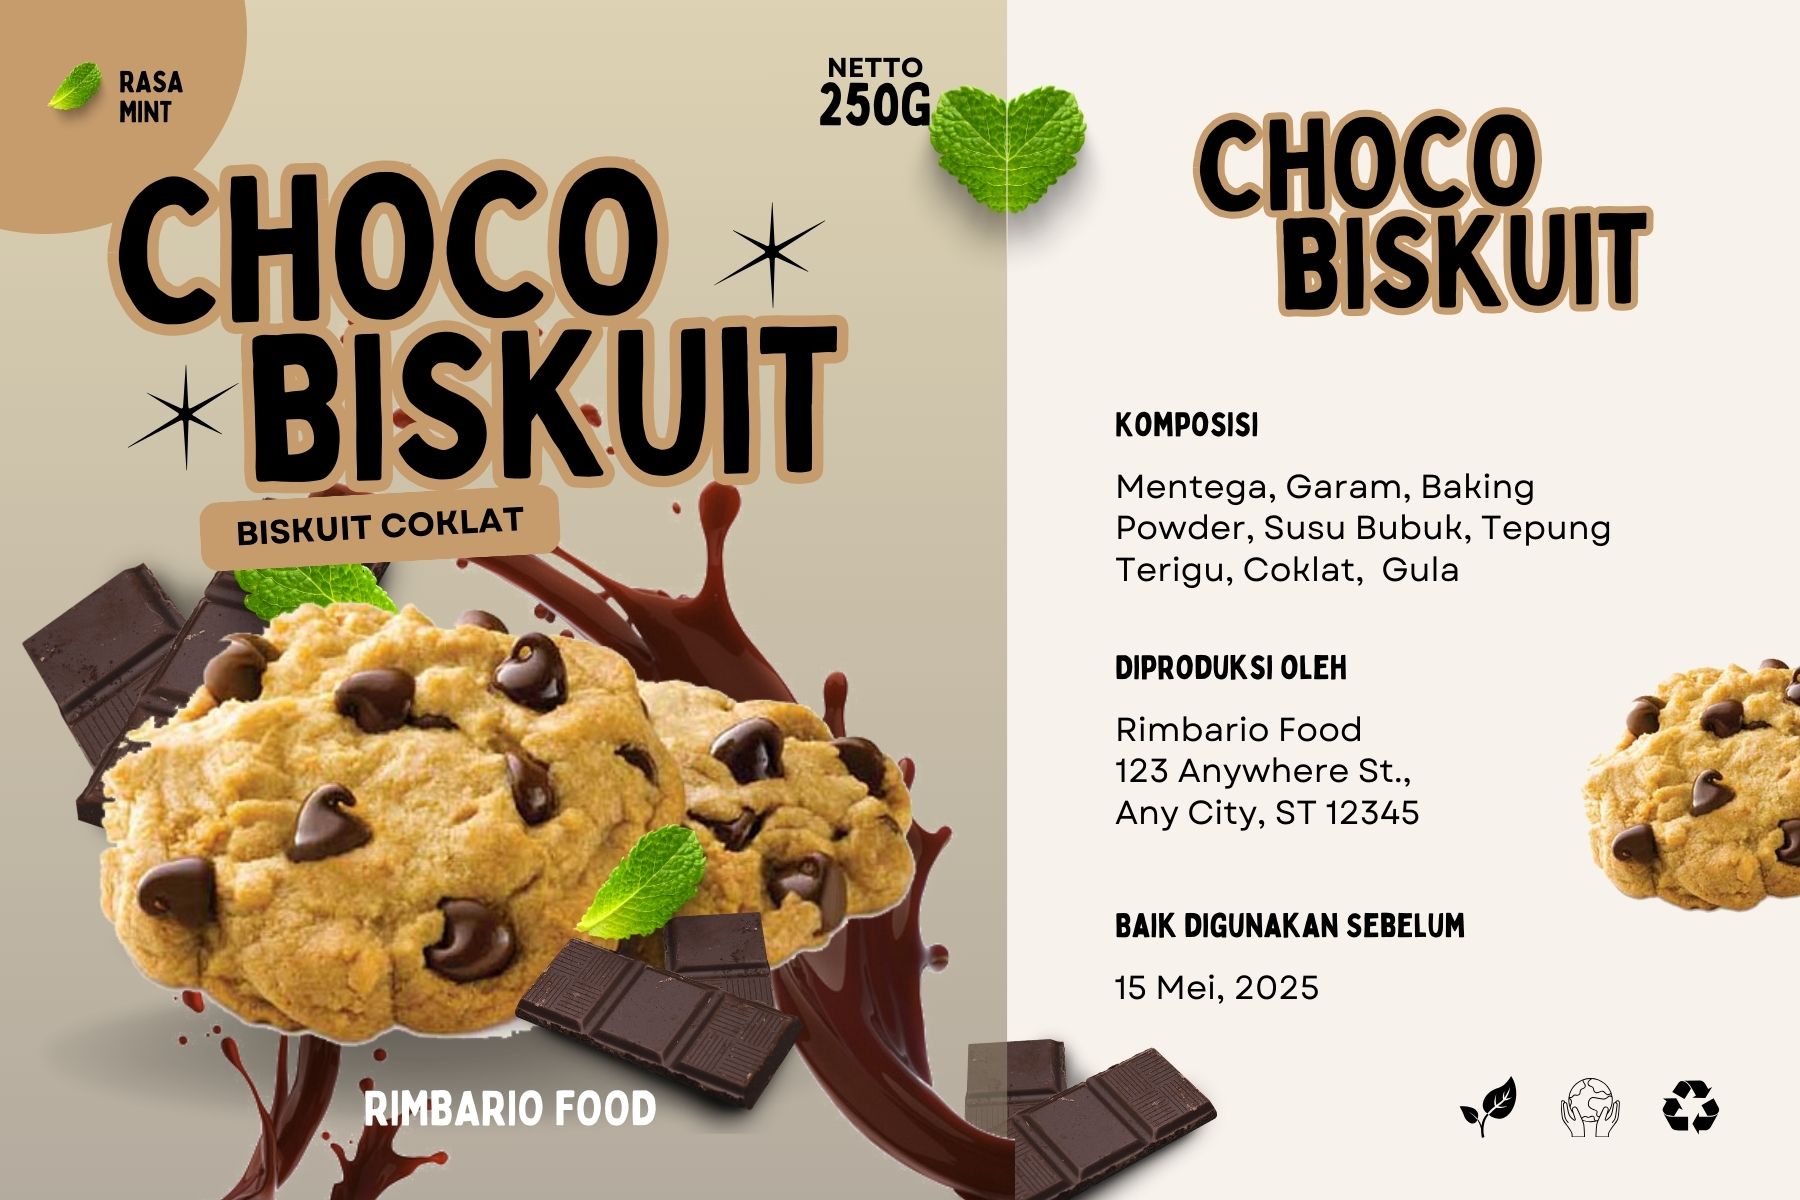 RASA
MINT
NETTO
250G
CHOCO
BISKUIT
BISKUIT COKLAT
RIMBARIO FOOD
CHOCO
BISKUIT
KOMPOSISI
Mentega, Garam, Baking
Powder, Susu Bubuk, Tepung
Terigu, Coklat,  Gula
DIPRODUKSI OLEH
Rimbario Food
123 Anywhere St.,
Any City, ST 12345
BAIK DIGUNAKAN SEBELUM
15 Mei, 2025